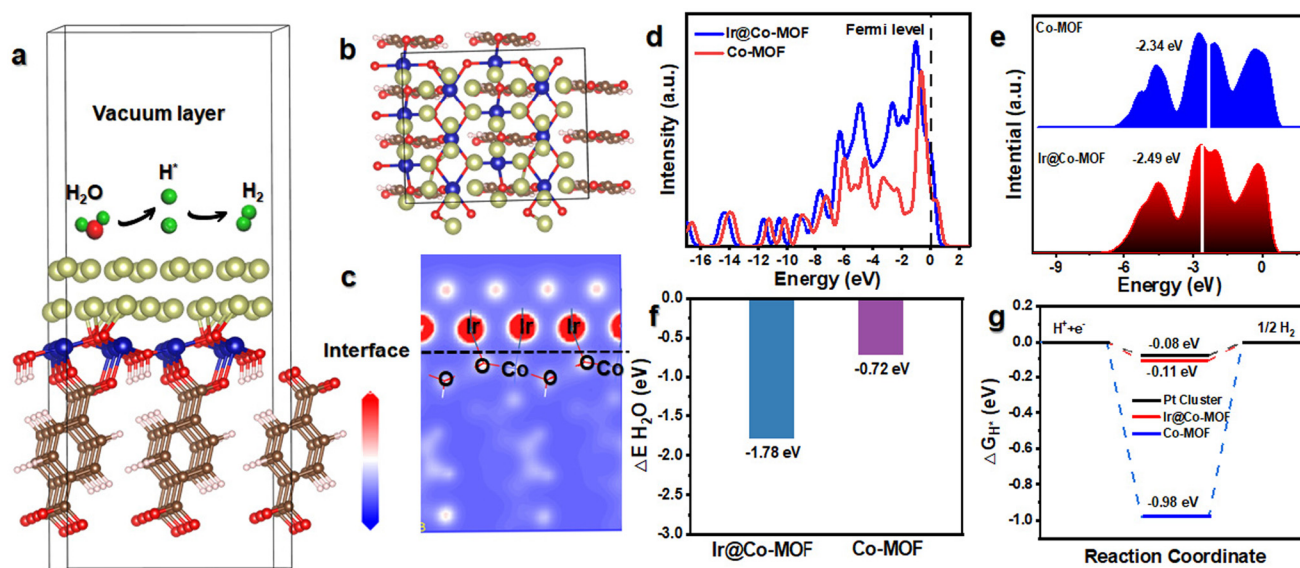 a
Vacuum layer
H₂O
H*
H₂
Interface
b
c
Ir
Ir
Ir
O
O
Co
O
Co
O
d
Ir@Co-MOF
Co-MOF
Fermi level
Intensity (a.u.)
-16 -14 -12 -10 -8 -6 -4 -2 0 2
Energy (eV)
e
Co-MOF
-2.34 eV
Ir@Co-MOF
-2.49 eV
Intential (a.u.)
-9 -6 -3 0
Energy (eV)
f
0.0
-0.5
-1.0
-1.5
-2.0
-2.5
-3.0
△E H₂O (eV)
-1.78 eV
-0.72 eV
Ir@Co-MOF Co-MOF
g
0.2
0.0
-0.2
-0.4
-0.6
-0.8
-1.0
△G_H* (eV)
H⁺+e⁻
1/2 H₂
-0.08 eV
-0.11 eV
Pt Cluster
Ir@Co-MOF
Co-MOF
-0.98 eV
Reaction Coordinate